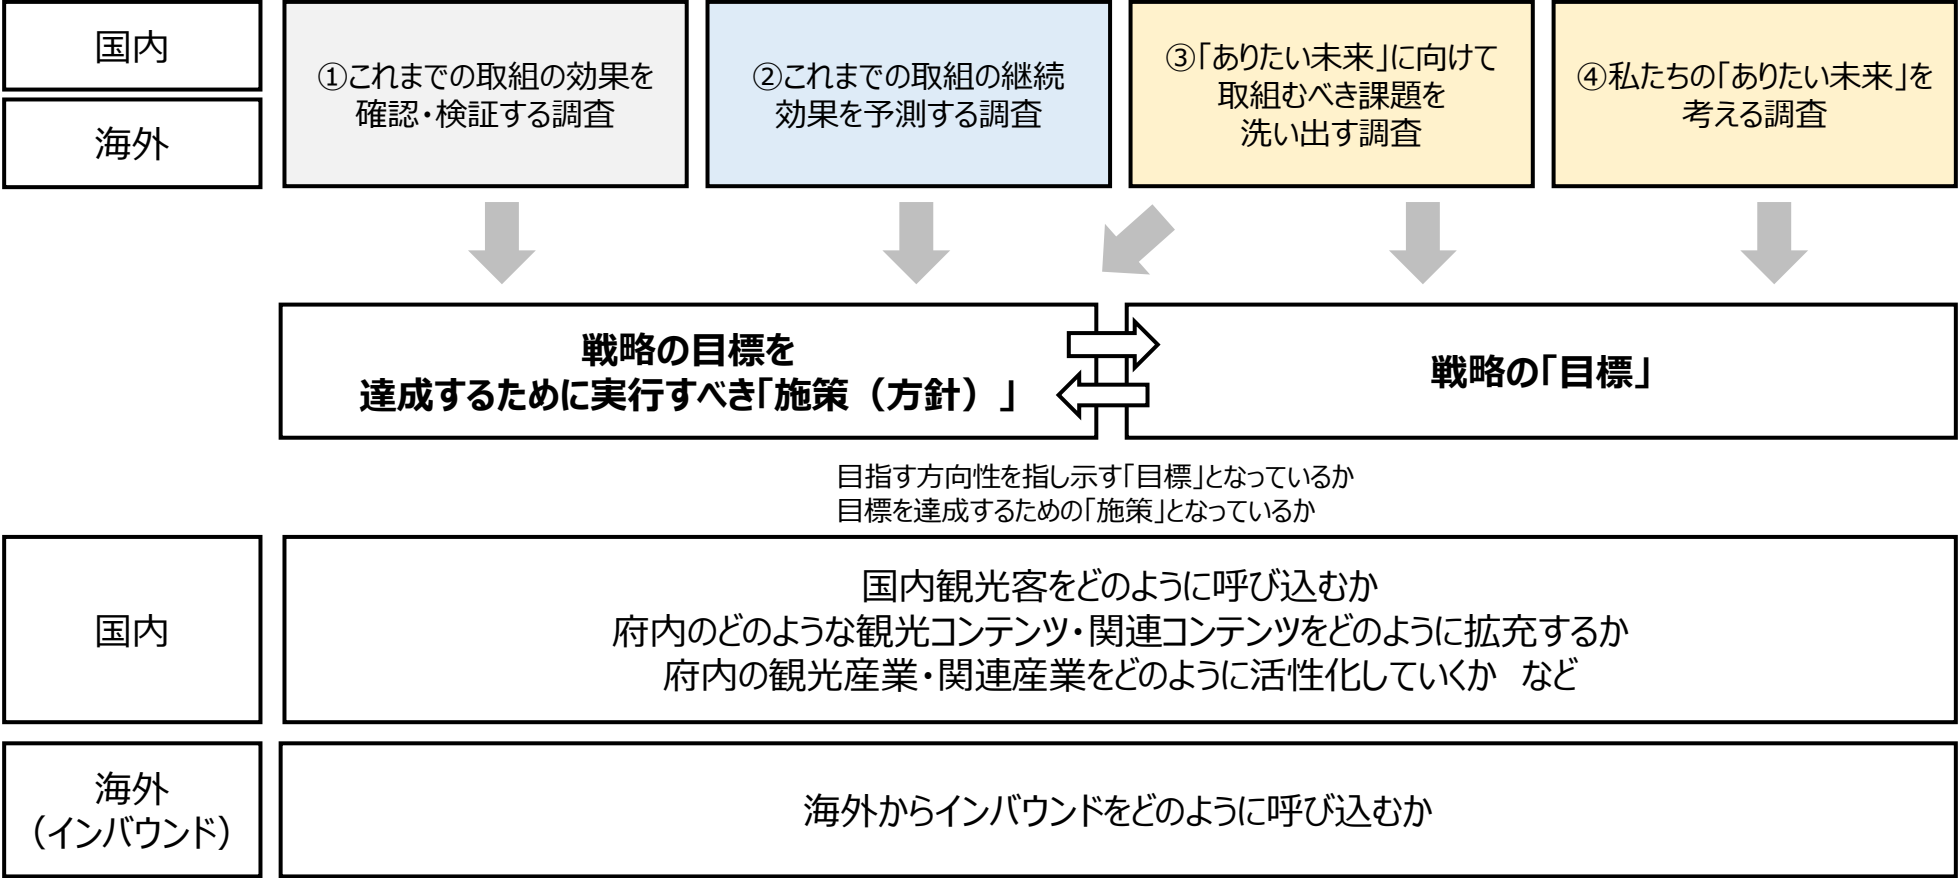 国内
海外
①これまでの取組の効果を
確認・検証する調査
②これまでの取組の継続
効果を予測する調査
③「ありたい未来」に向けて
取組むべき課題を
洗い出す調査
④私たちの「ありたい未来」を
考える調査
戦略の目標を
達成するために実行すべき「施策（方針）」
戦略の「目標」
目指す方向性を指し示す「目標」となっているか
目標を達成するための「施策」となっているか
国内
国内観光客をどのように呼び込むか
府内のどのような観光コンテンツ・関連コンテンツをどのように拡充するか
府内の観光産業・関連産業をどのように活性化していくか　など
海外
（インバウンド）
海外からインバウンドをどのように呼び込むか